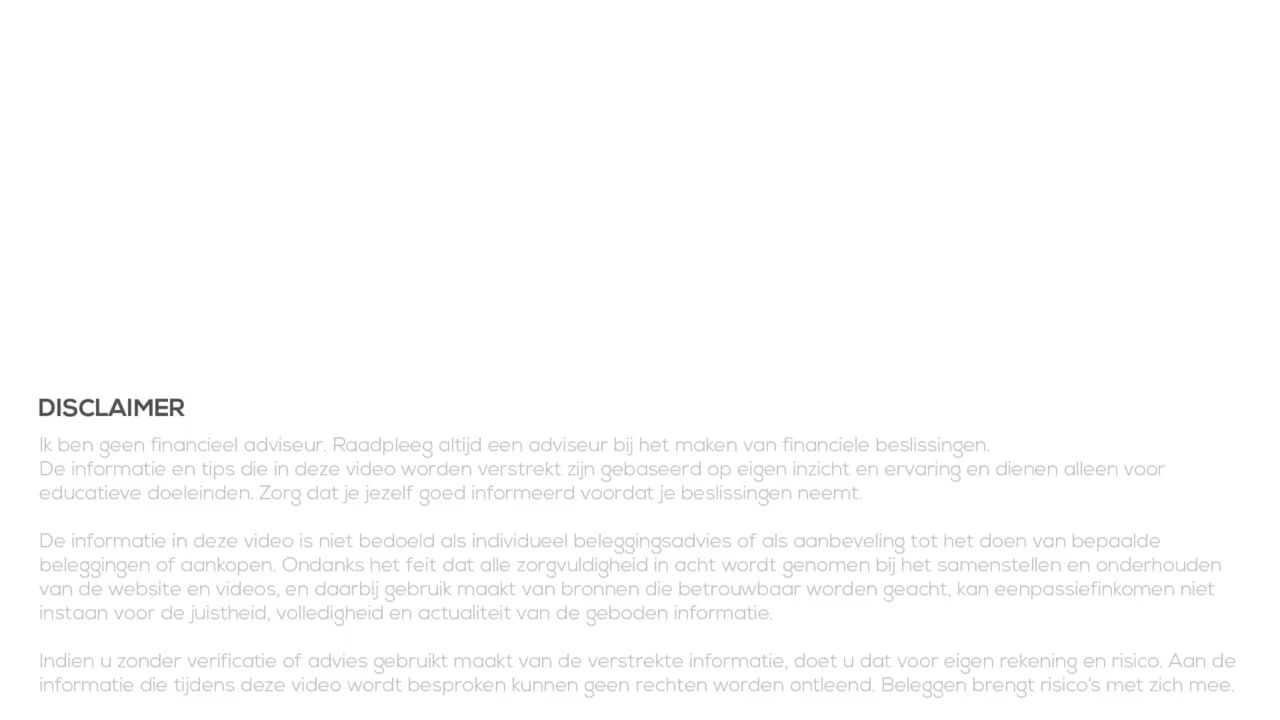 DISCLAIMER
Ik ben geen financieel adviseur. Raadpleeg altijd een adviseur bij het maken van financiele beslissingen.
De informatie en tips die in deze video worden verstrekt zijn gebaseerd op eigen inzicht en ervaring en dienen alleen voor
educatieve doeleinden. Zorg dat je jezelf goed informeerd voordat je beslissingen neemt.
De informatie in deze video is niet bedoeld als individueel beleggingsadvies of als aanbeveling tot het doen van bepaalde
beleggingen of aankopen. Ondanks het feit dat alle zorgvuldigheid in acht wordt genomen bij het samenstellen en onderhouden
van de website en videos, en daarbij gebruik maakt van bronnen die betrouwbaar worden geacht, kan eenpassiefinkomen niet
instaan voor de juistheid, volledigheid en actualiteit van de geboden informatie.
Indien u zonder verificatie of advies gebruikt maakt van de verstrekte informatie, doet u dat voor eigen rekening en risico. Aan de
informatie die tijdens deze video wordt besproken kunnen geen rechten worden ontleend. Beleggen brengt risico's met zich mee.